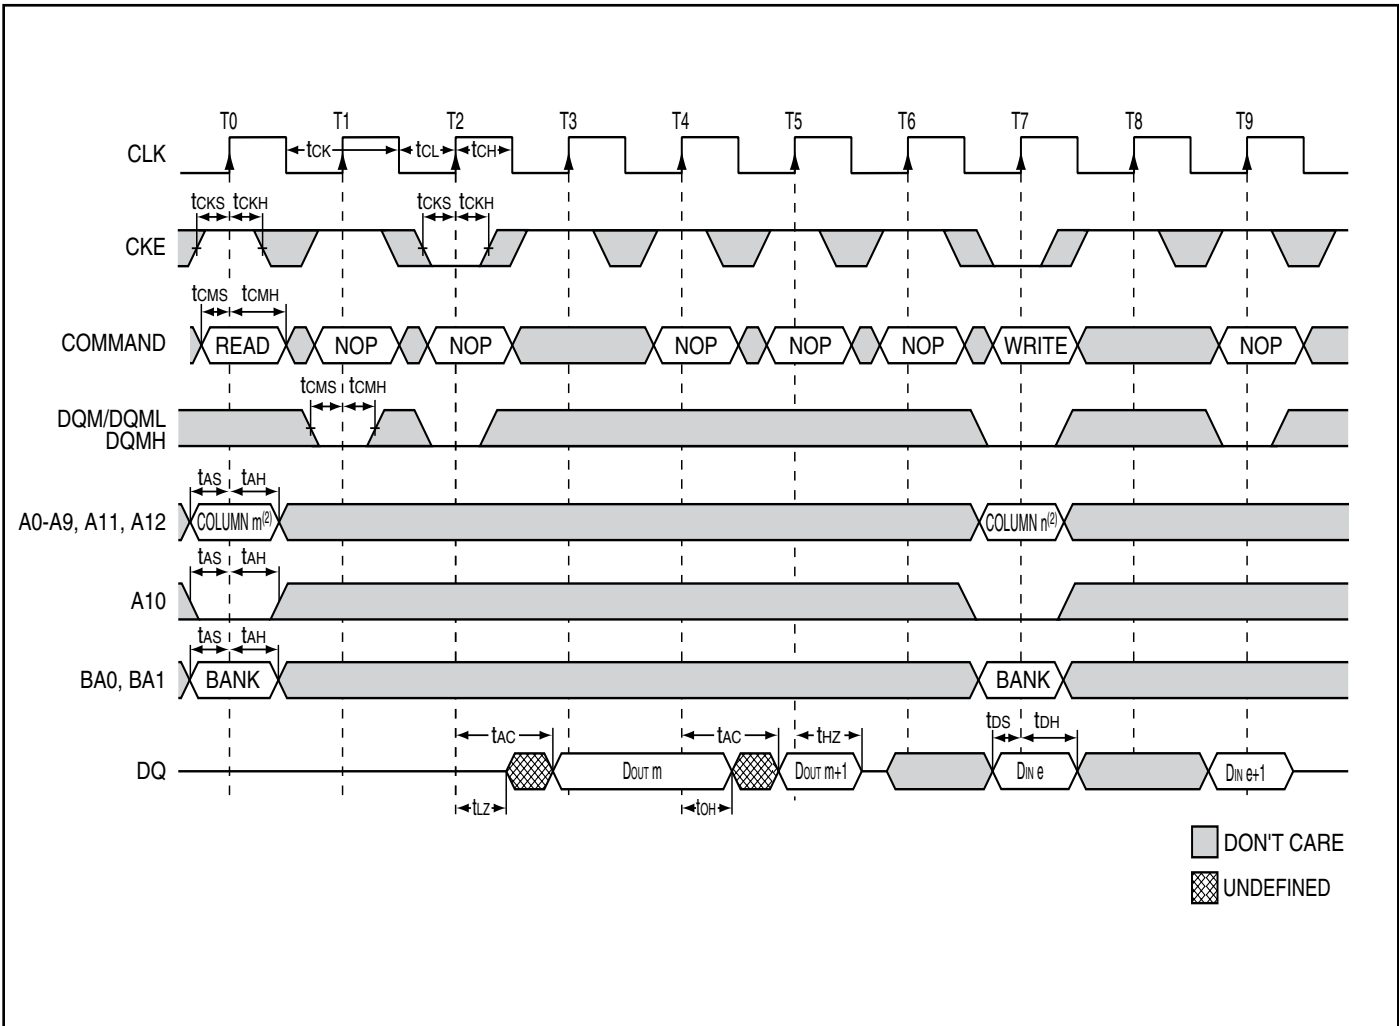 T0 T1 T2 T3 T4 T5 T6 T7 T8 T9
CLK tCK tCL tCH
tCKS tCKH tCKS tCKH
CKE
tCMS tCMH
COMMAND READ NOP NOP NOP NOP NOP WRITE NOP
tCMS tCMH
DQM/DQML
DQMH
tAS tAH
A0-A9, A11, A12 COLUMN m(2) COLUMN n(2)
tAS tAH
A10
tAS tAH
BA0, BA1 BANK BANK
tAC tAC tHZ tDS tDH
DQ DOUT m DOUT m+1 DIN e DIN e+1
tLZ tOH
DON'T CARE
UNDEFINED